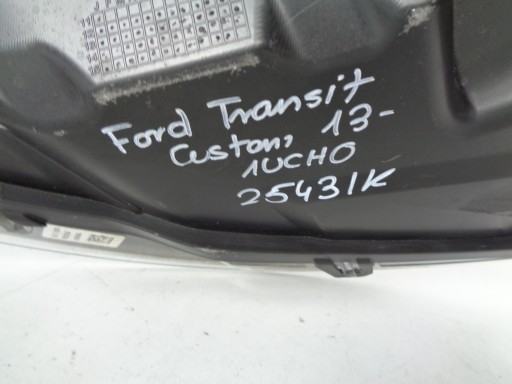 Ford Transit
Custom, 13-
1UCHO
25431K